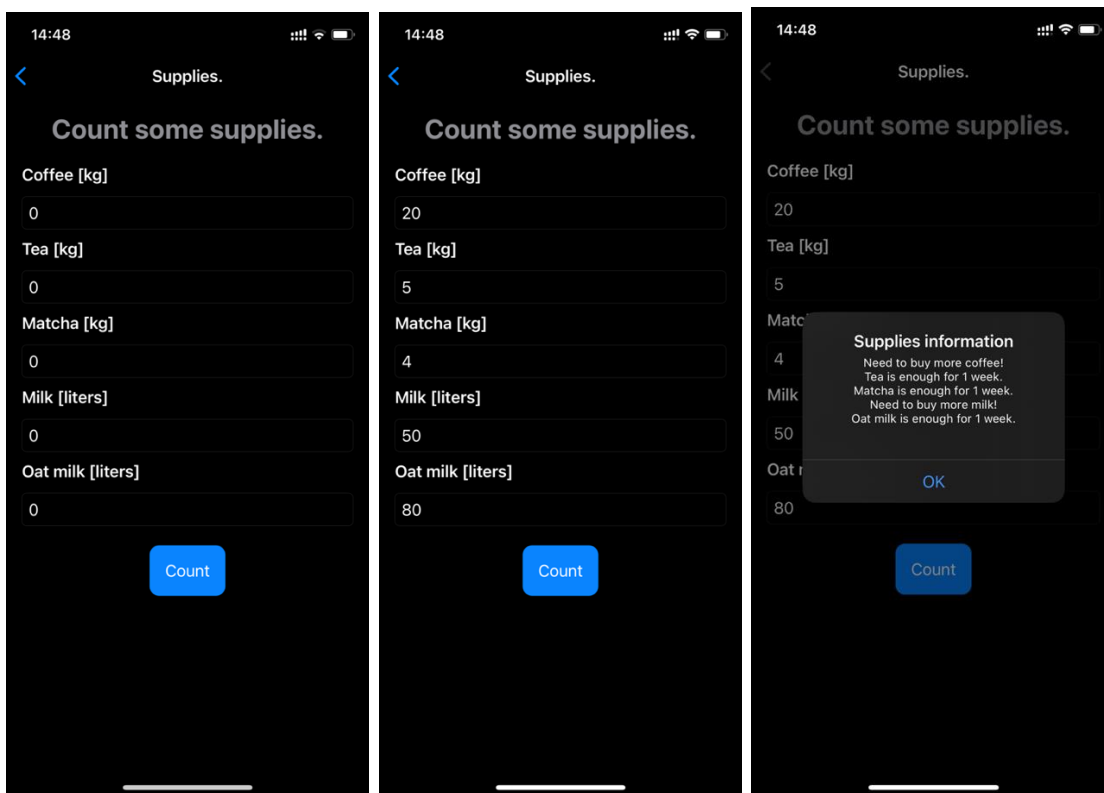 14:48
Supplies.
Count some supplies.
Coffee [kg]
0
Tea [kg]
0
Matcha [kg]
0
Milk [liters]
0
Oat milk [liters]
0
Count
14:48
Supplies.
Count some supplies.
Coffee [kg]
20
Tea [kg]
5
Matcha [kg]
4
Milk [liters]
50
Oat milk [liters]
80
Count
14:48
Supplies.
Count some supplies.
Coffee [kg]
20
Tea [kg]
5
Matc
4
Milk
50
Oat
80
Supplies information
Need to buy more coffee!
Tea is enough for 1 week.
Matcha is enough for 1 week.
Need to buy more milk!
Oat milk is enough for 1 week.
OK
Count